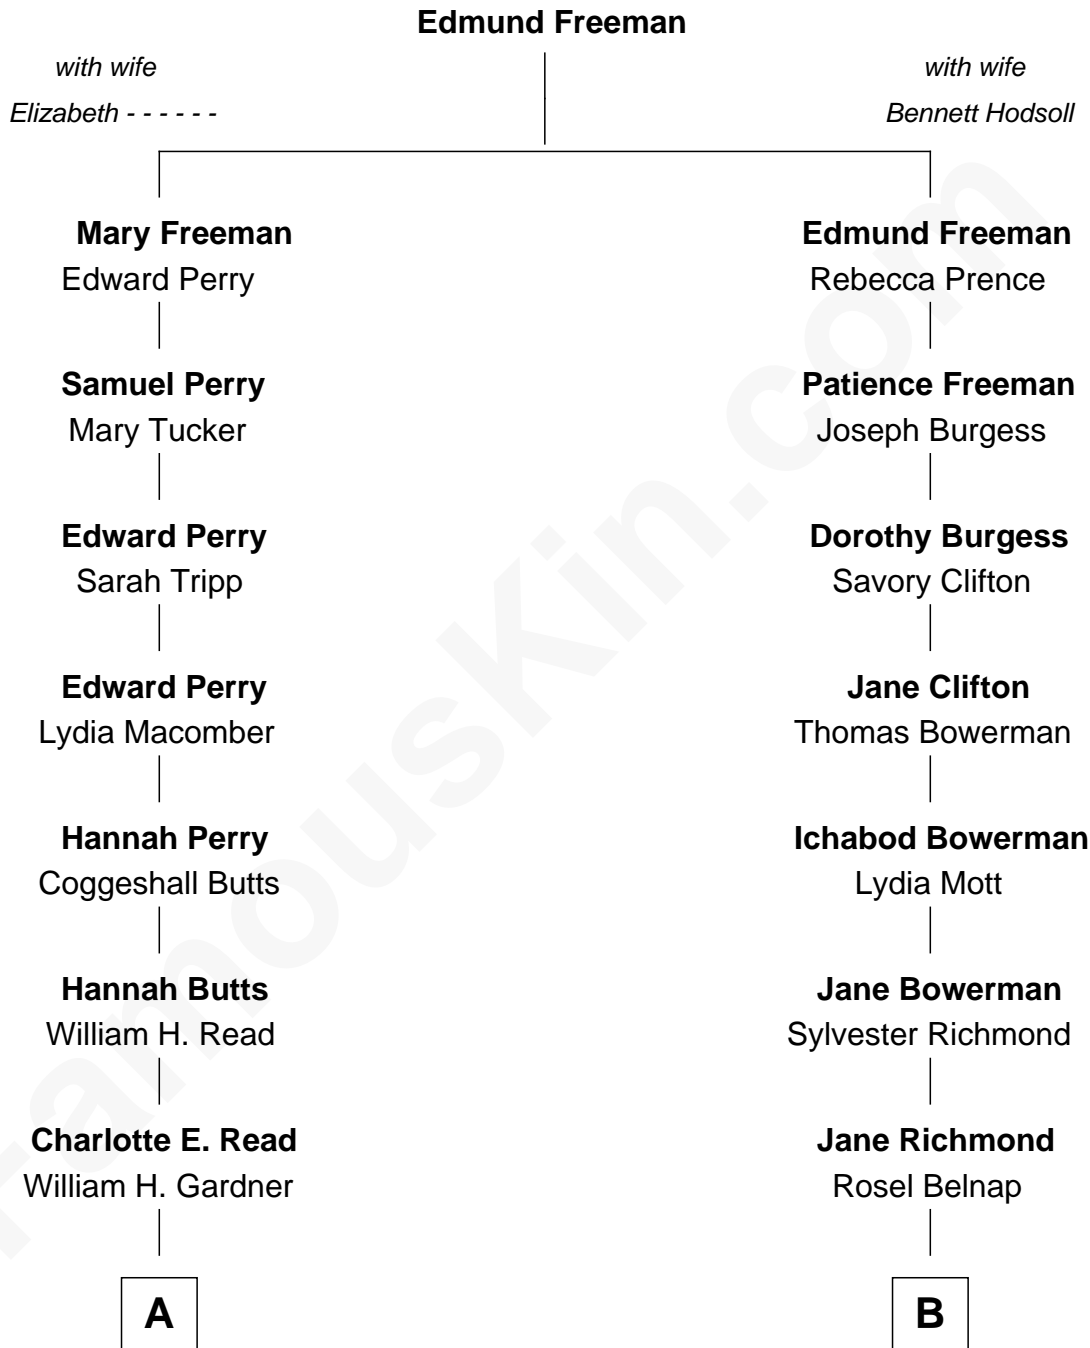 Edmund Freeman
with wife
Elizabeth - - - - - -
with wife
Bennett Hodsoll
Mary Freeman
Edward Perry
Edmund Freeman
Rebecca Prence
Samuel Perry
Mary Tucker
Patience Freeman
Joseph Burgess
Edward Perry
Sarah Tripp
Dorothy Burgess
Savory Clifton
Edward Perry
Lydia Macomber
Jane Clifton
Thomas Bowerman
Hannah Perry
Coggeshall Butts
Ichabod Bowerman
Lydia Mott
Hannah Butts
William H. Read
Jane Bowerman
Sylvester Richmond
Charlotte E. Read
William H. Gardner
Jane Richmond
Rosel Belnap
A
B
FamousKin.com